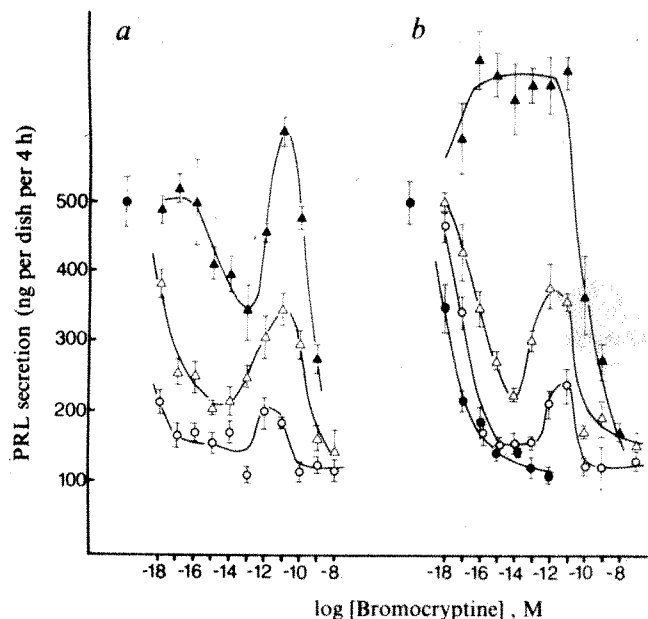 a b
PRL secretion (ng per dish per 4 h)
500
400
300
200
100
-18 -16 -14 -12 -10 -8 -18 -16 -14 -12 -10 -8
log [Bromocryptine] , M